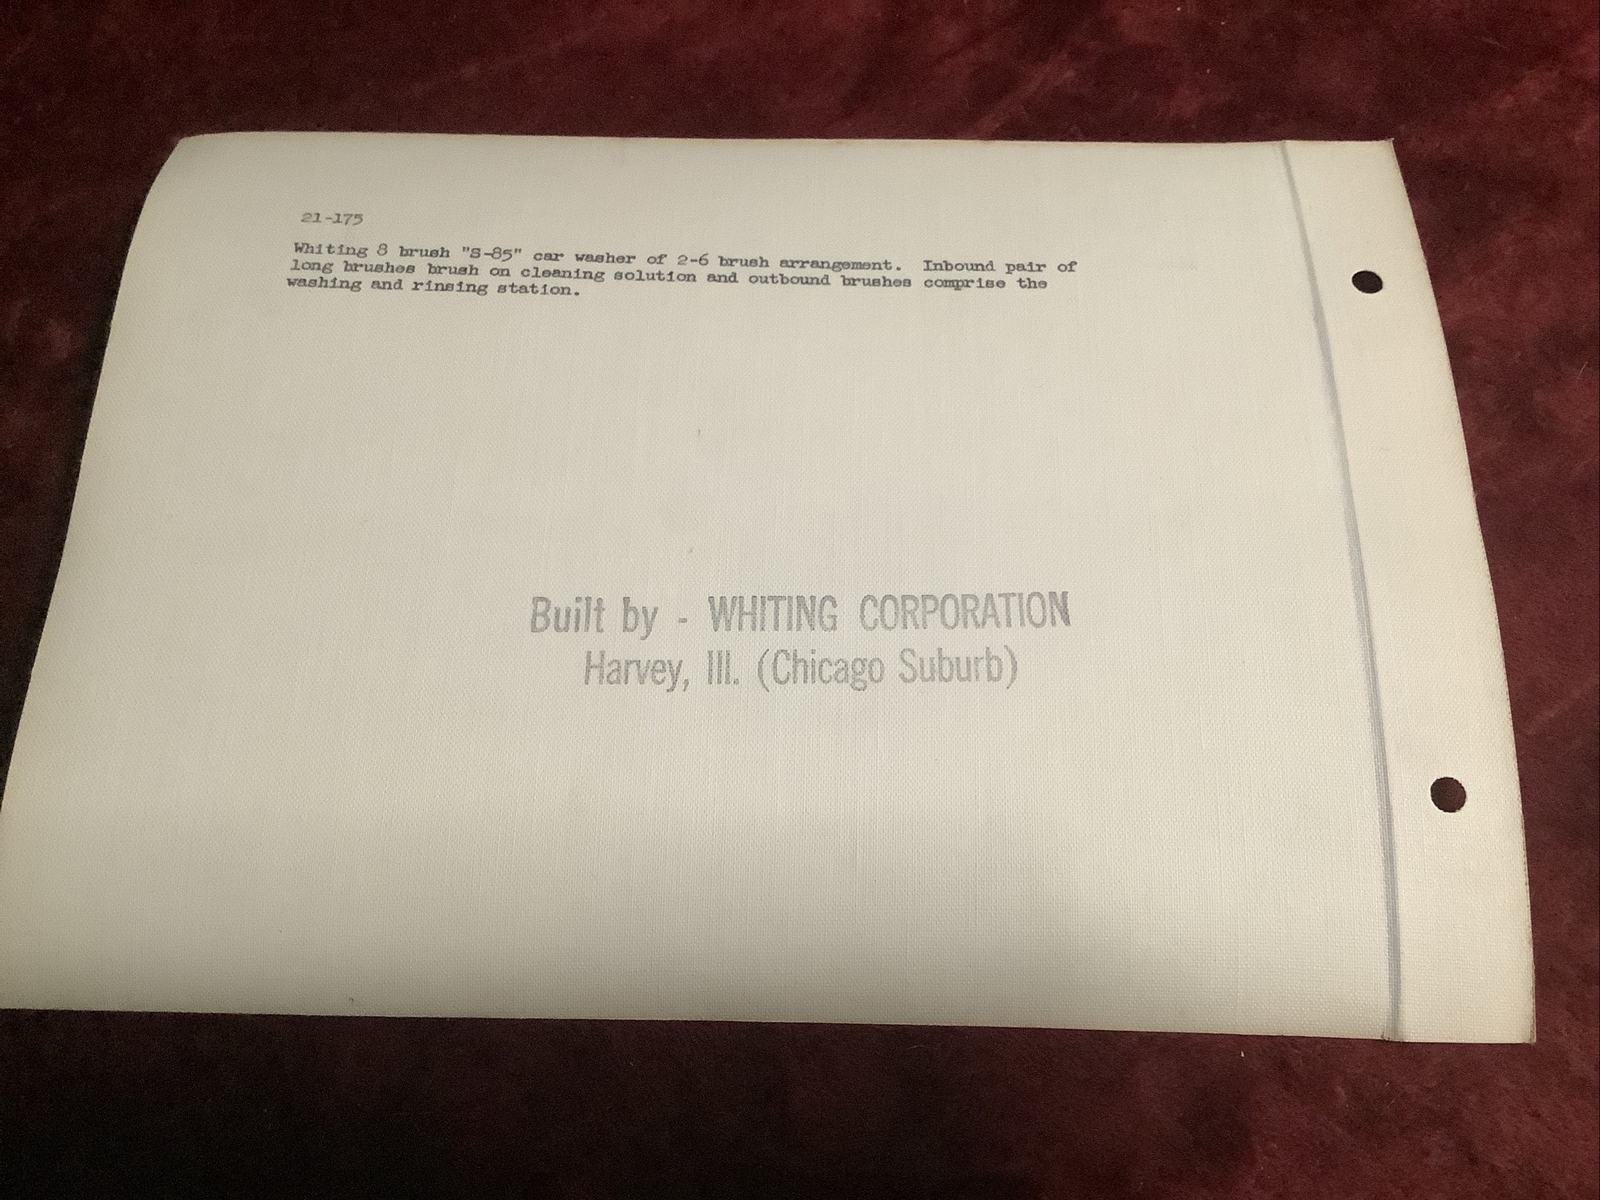 21-175
Whiting 8 brush "S-85" car washer of 2-6 brush arrangement. Inbound pair of
long brushes brush on cleaning solution and outbound brushes comprise the
washing and rinsing station.
Built by - WHITING CORPORATION
Harvey, Ill. (Chicago Suburb)